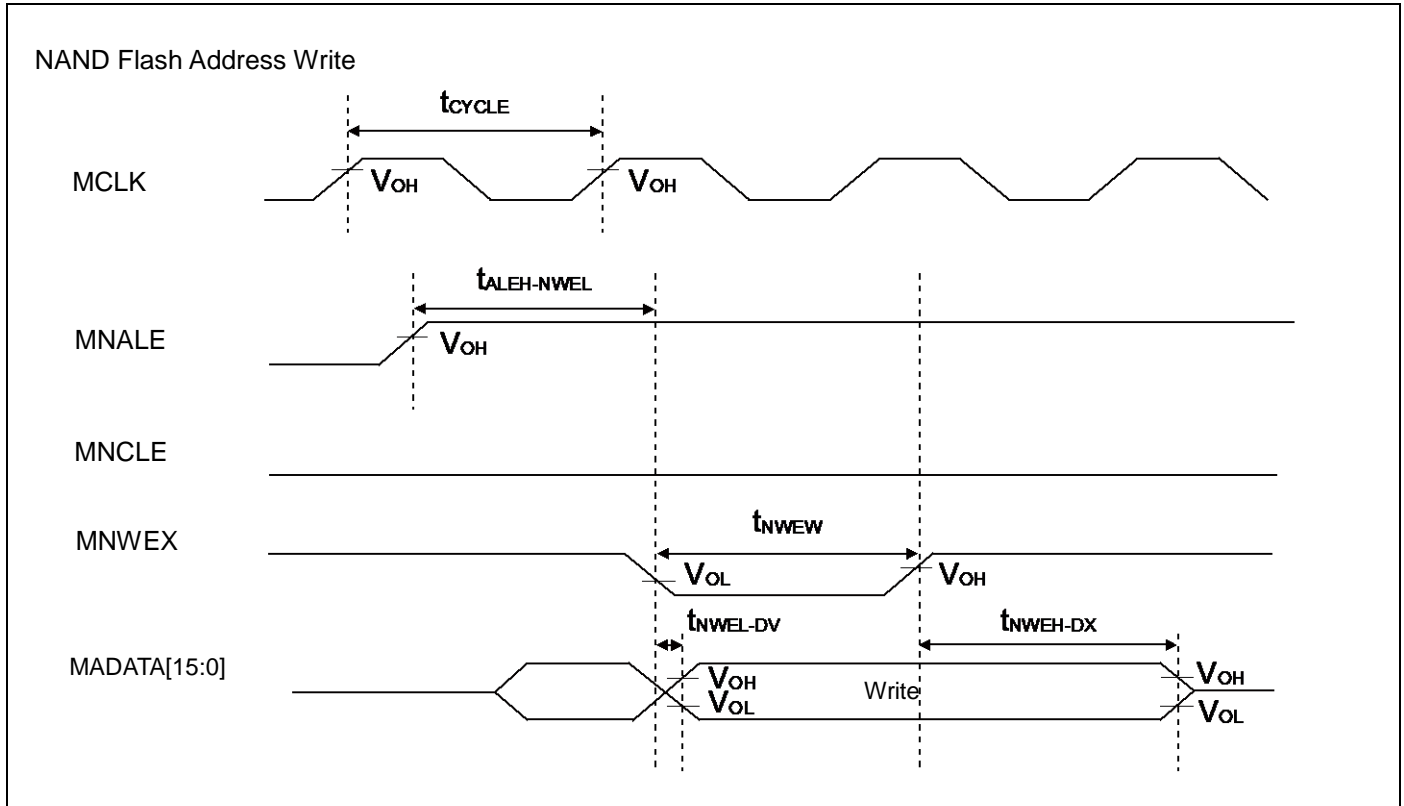 NAND Flash Address Write
tCYCLE
MCLK
VOH
VOH
tALEH-NWEL
MNALE
VOH
MNCLE
MNWEX
tNWEW
VOL
VOH
tNWEL-DV
tNWEH-DX
MADATA[15:0]
VOH
VOL
Write
VOH
VOL